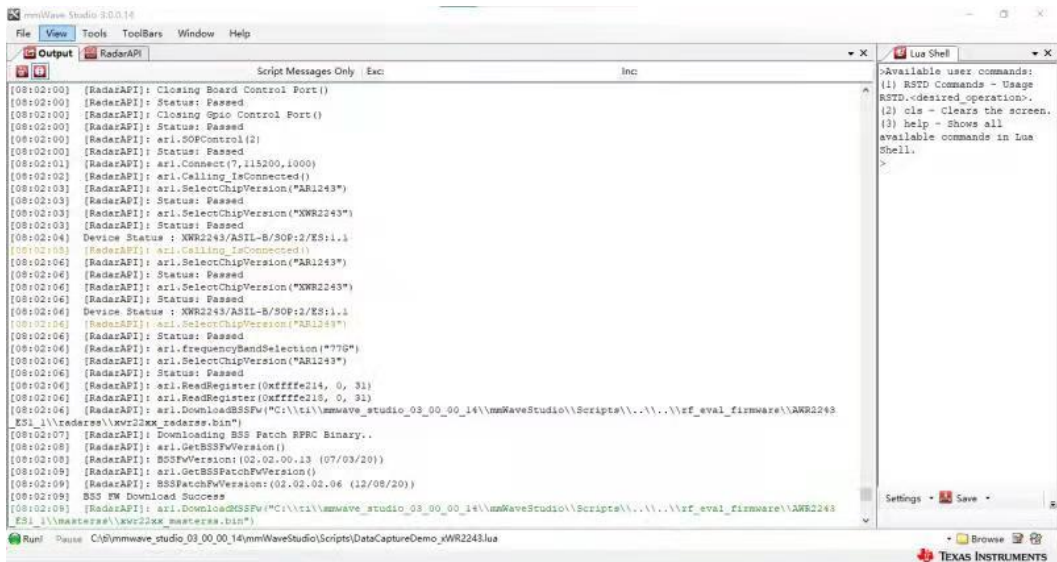 mmWave Studio 3.0.0.14
File View Tools ToolBars Window Help
Output RadarAPI
Lua Shell
Script Messages Only Exc: Inc:
[08:02:00] [RadarAPI]: Closing Board Control Port()
[08:02:00] [RadarAPI]: Status: Passed
[08:02:00] [RadarAPI]: Closing Gpio Control Port()
[08:02:00] [RadarAPI]: Status: Passed
[08:02:00] [RadarAPI]: ar1.SOPControl(2)
[08:02:00] [RadarAPI]: Status: Passed
[08:02:01] [RadarAPI]: ar1.Connect(7,115200,1000)
[08:02:02] [RadarAPI]: ar1.Calling_IsConnected()
[08:02:03] [RadarAPI]: ar1.SelectChipVersion("AR1243")
[08:02:03] [RadarAPI]: Status: Passed
[08:02:03] [RadarAPI]: ar1.SelectChipVersion("XWR2243")
[08:02:03] [RadarAPI]: Status: Passed
[08:02:04] Device Status : XWR2243/ASIL-B/SOP:2/ES:1.1
[08:02:05] [RadarAPI]: ar1.Calling_IsConnected()
[08:02:06] [RadarAPI]: ar1.SelectChipVersion("AR1243")
[08:02:06] [RadarAPI]: Status: Passed
[08:02:06] [RadarAPI]: ar1.SelectChipVersion("XWR2243")
[08:02:06] [RadarAPI]: Status: Passed
[08:02:06] Device Status : XWR2243/ASIL-B/SOP:2/ES:1.1
[08:02:06] [RadarAPI]: ar1.SelectChipVersion("AR1243")
[08:02:06] [RadarAPI]: Status: Passed
[08:02:06] [RadarAPI]: ar1.frequencyBandSelection("77G")
[08:02:06] [RadarAPI]: ar1.SelectChipVersion("AR1243")
[08:02:06] [RadarAPI]: Status: Passed
[08:02:06] [RadarAPI]: ar1.ReadRegister(0xffffe214, 0, 31)
[08:02:06] [RadarAPI]: ar1.ReadRegister(0xffffe218, 0, 31)
[08:02:06] [RadarAPI]: ar1.DownloadBSSFw("C:\\ti\\mmwave_studio_03_00_00_14\\mmWaveStudio\\Scripts\\..\\..\\rf_eval_firmware\\AWR2243
_ES1_1\\radarss\\xwr22xx_radarss.bin")
[08:02:07] [RadarAPI]: Downloading BSS Patch RPRC Binary..
[08:02:08] [RadarAPI]: ar1.GetBSSFwVersion()
[08:02:08] [RadarAPI]: BSSFwVersion:(02.02.00.13 (07/03/20))
[08:02:09] [RadarAPI]: ar1.GetBSSPatchFwVersion()
[08:02:09] [RadarAPI]: BSSPatchFwVersion:(02.02.02.06 (12/08/20))
[08:02:09] BSS FW Download Success
[08:02:09] [RadarAPI]: ar1.DownloadMSSFw("C:\\ti\\mmwave_studio_03_00_00_14\\mmWaveStudio\\Scripts\\..\\..\\rf_eval_firmware\\AWR2243
_ES1_1\\masterss\\xwr22xx_masterss.bin")
>Available user commands:
(1) RSTD Commands - Usage
RSTD.<desired_operation>.
(2) cls - Clears the screen.
(3) help - Shows all
available commands in Lua
Shell.
>
Settings Save
Run! Pause C:\ti\mmwave_studio_03_00_00_14\mmWaveStudio\Scripts\DataCaptureDemo_xWR2243.lua
Browse
TEXAS INSTRUMENTS